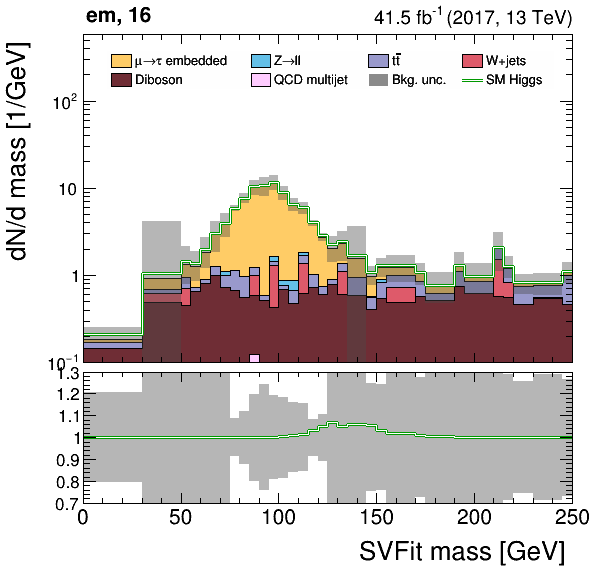 em, 16
41.5 fb⁻¹ (2017, 13 TeV)
dN/d mass [1/GeV]
μ→τ embedded Z→ll tt̄ W+jets
Diboson QCD multijet Bkg. unc. SM Higgs
10²
10
1
10⁻¹
1.3
1.2
1.1
1
0.9
0.8
0.7
0 50 100 150 200 250
SVFit mass [GeV]